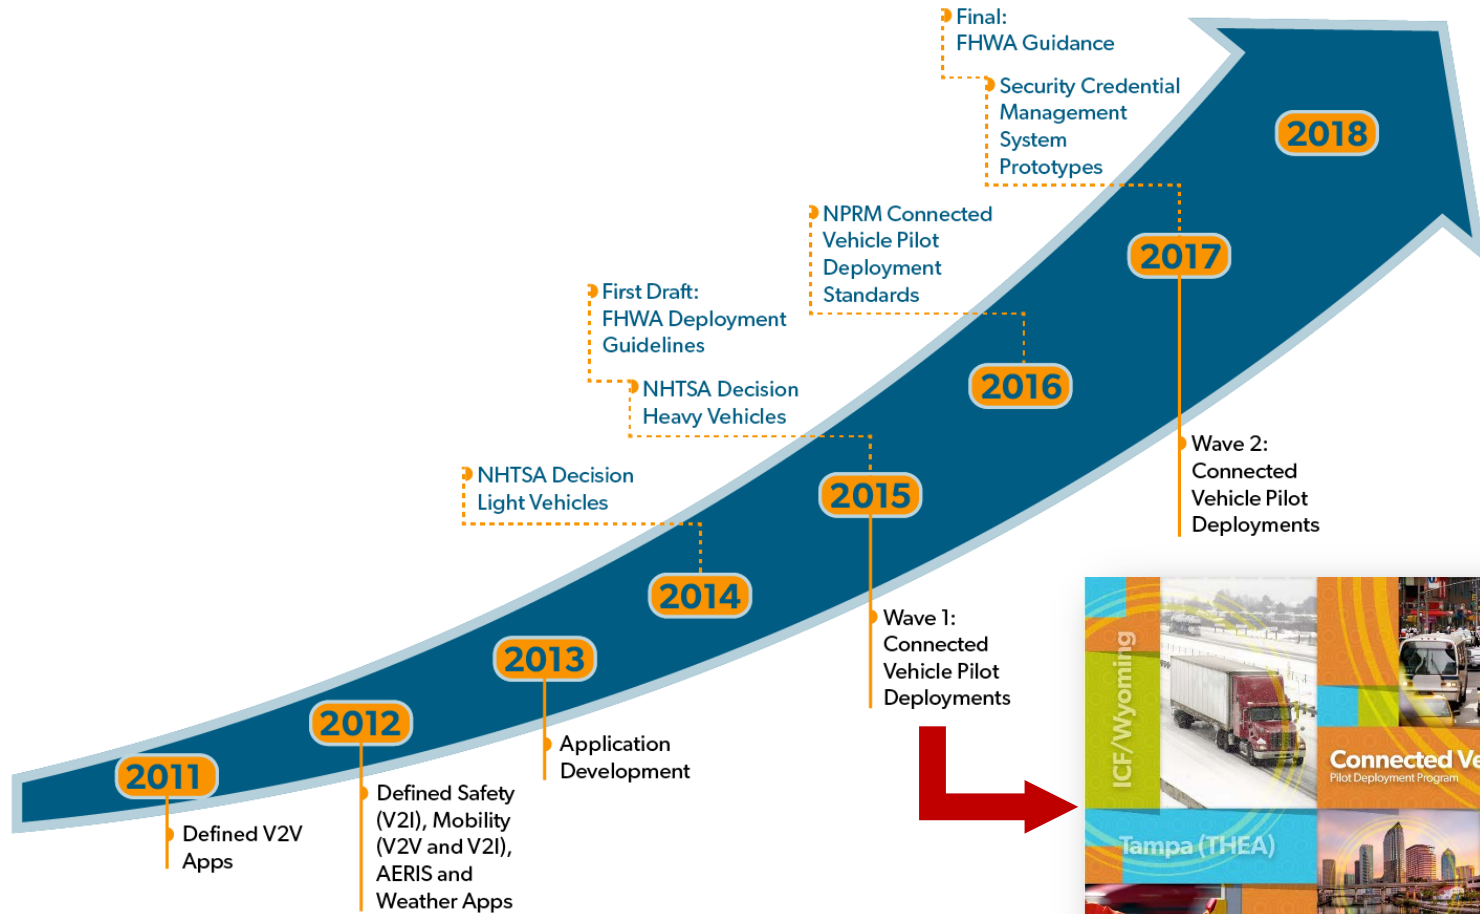 Final:
FHWA Guidance
Security Credential
Management
System
Prototypes
2018
NPRM Connected
Vehicle Pilot
Deployment
Standards
2017
First Draft:
FHWA Deployment
Guidelines
NHTSA Decision
Heavy Vehicles
2016
Wave 2:
Connected
Vehicle Pilot
Deployments
NHTSA Decision
Light Vehicles
2015
2014
Wave 1:
Connected
Vehicle Pilot
Deployments
2013
Application
Development
2012
Defined Safety
(V2I), Mobility
(V2V and V2I),
AERIS and
Weather Apps
2011
Defined V2V
Apps
ICF/Wyoming
Connected Ve
Pilot Deployment Program
Tampa (THEA)